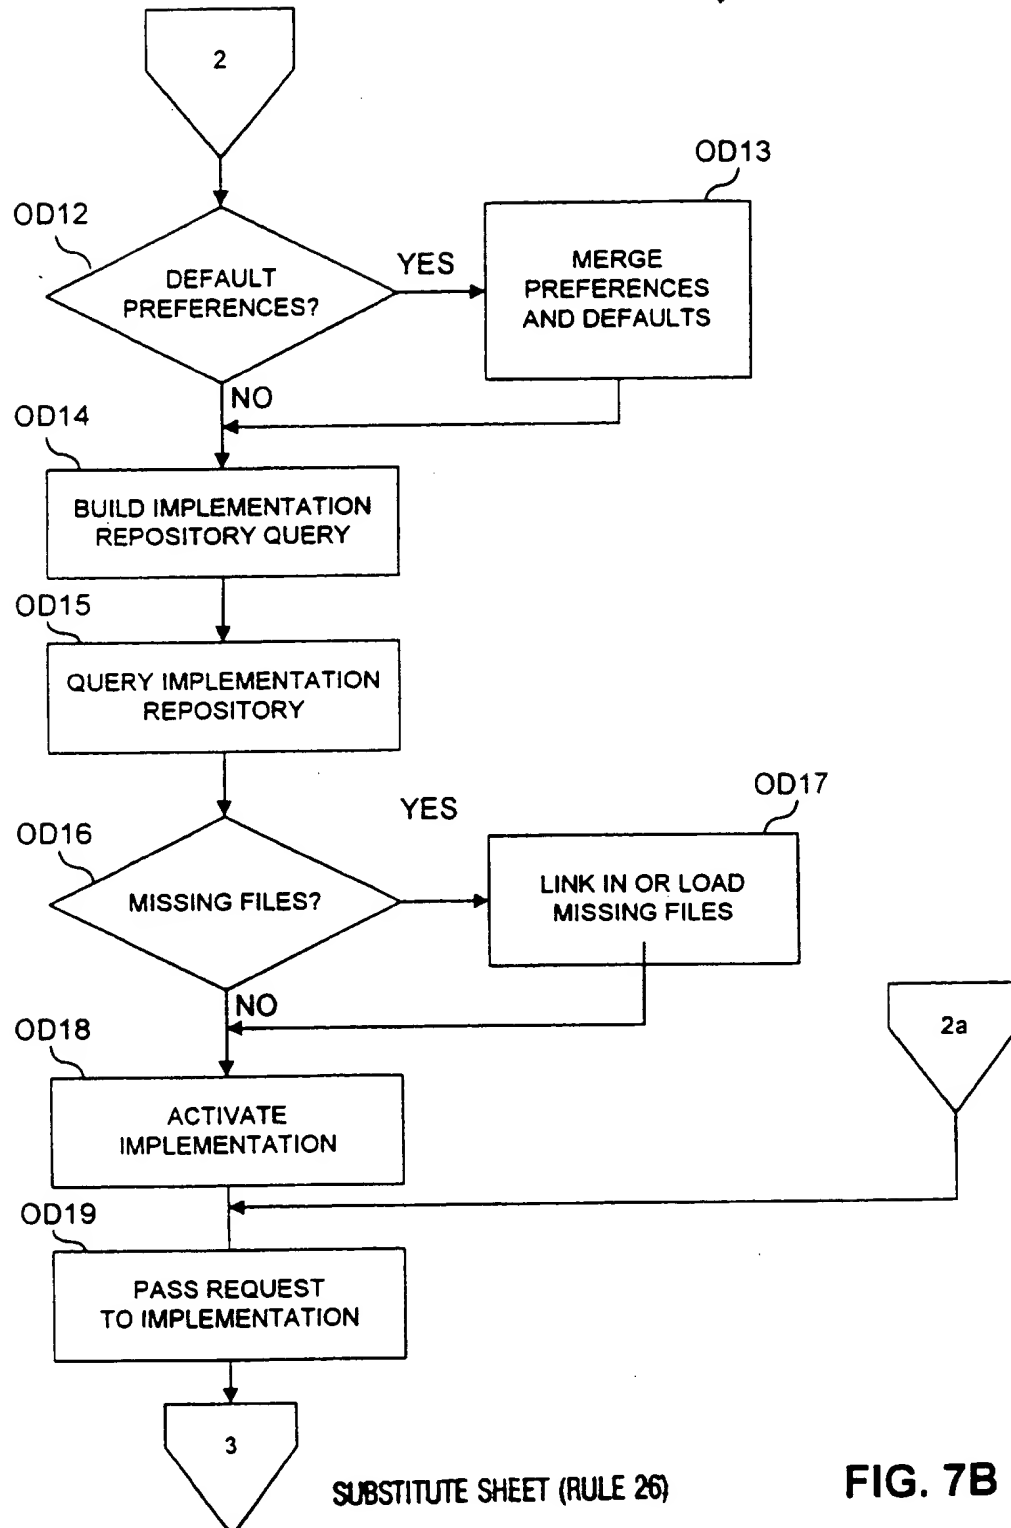 2
OD13
OD12
DEFAULT
PREFERENCES?
YES
MERGE
PREFERENCES
AND DEFAULTS
NO
OD14
BUILD IMPLEMENTATION
REPOSITORY QUERY
OD15
QUERY IMPLEMENTATION
REPOSITORY
OD17
YES
OD16
MISSING FILES?
LINK IN OR LOAD
MISSING FILES
NO
2a
OD18
ACTIVATE
IMPLEMENTATION
OD19
PASS REQUEST
TO IMPLEMENTATION
3
SUBSTITUTE SHEET (RULE 26)
FIG. 7B